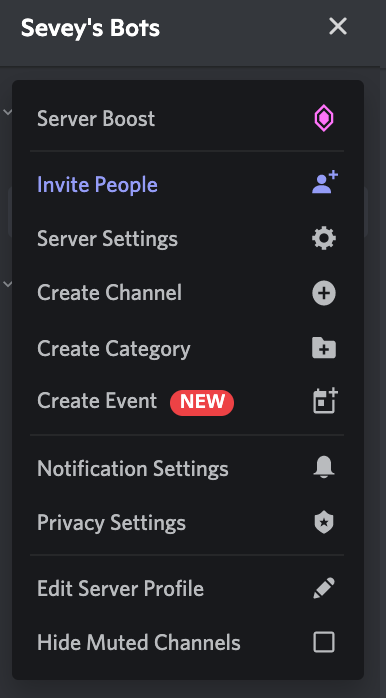 Sevey's Bots
Server Boost
Invite People
Server Settings
Create Channel
Create Category
Create Event NEW
Notification Settings
Privacy Settings
Edit Server Profile
Hide Muted Channels